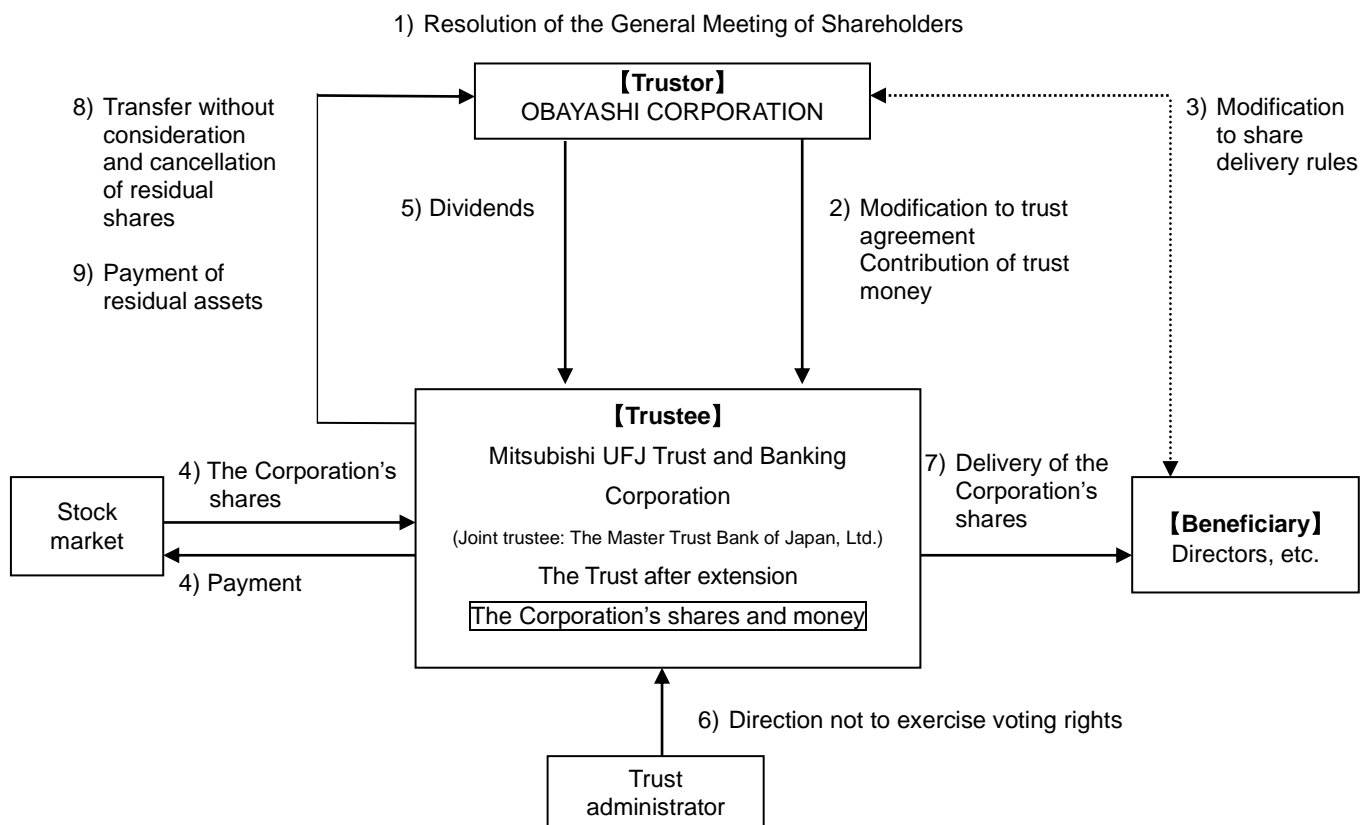 1) Resolution of the General Meeting of Shareholders
【Trustor】
OBAYASHI CORPORATION
8) Transfer without
consideration
and cancellation
of residual
shares
9) Payment of
residual assets
5) Dividends
2) Modification to trust
agreement
Contribution of trust
money
3) Modification
to share
delivery rules
【Trustee】
Mitsubishi UFJ Trust and Banking
Corporation
(Joint trustee: The Master Trust Bank of Japan, Ltd.)
The Trust after extension
The Corporation's shares and money
4) The Corporation's
shares
Stock
market
4) Payment
7) Delivery of the
Corporation's
shares
【Beneficiary】
Directors, etc.
6) Direction not to exercise voting rights
Trust
administrator